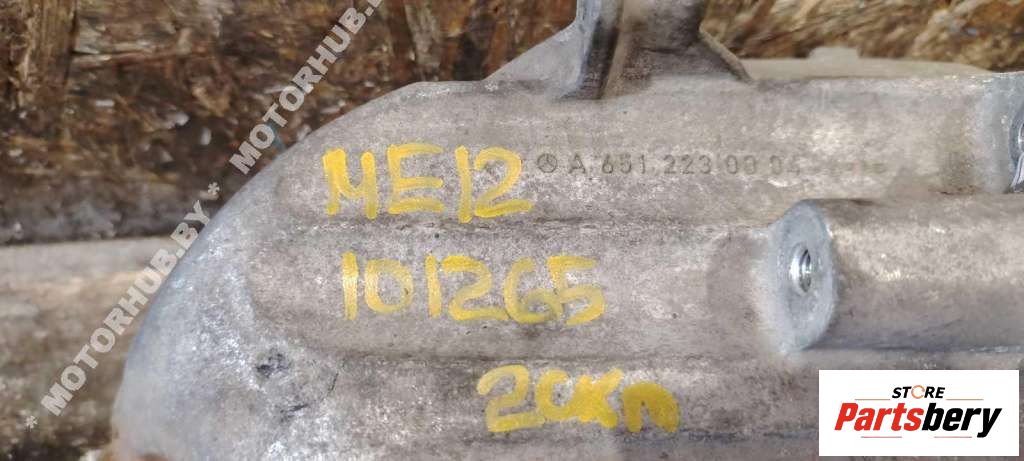 * MOTORHUB.BY * MOTORHUB.BY
ME12
A 651 223 00 04
101265
20кп
STORE
Partsbery